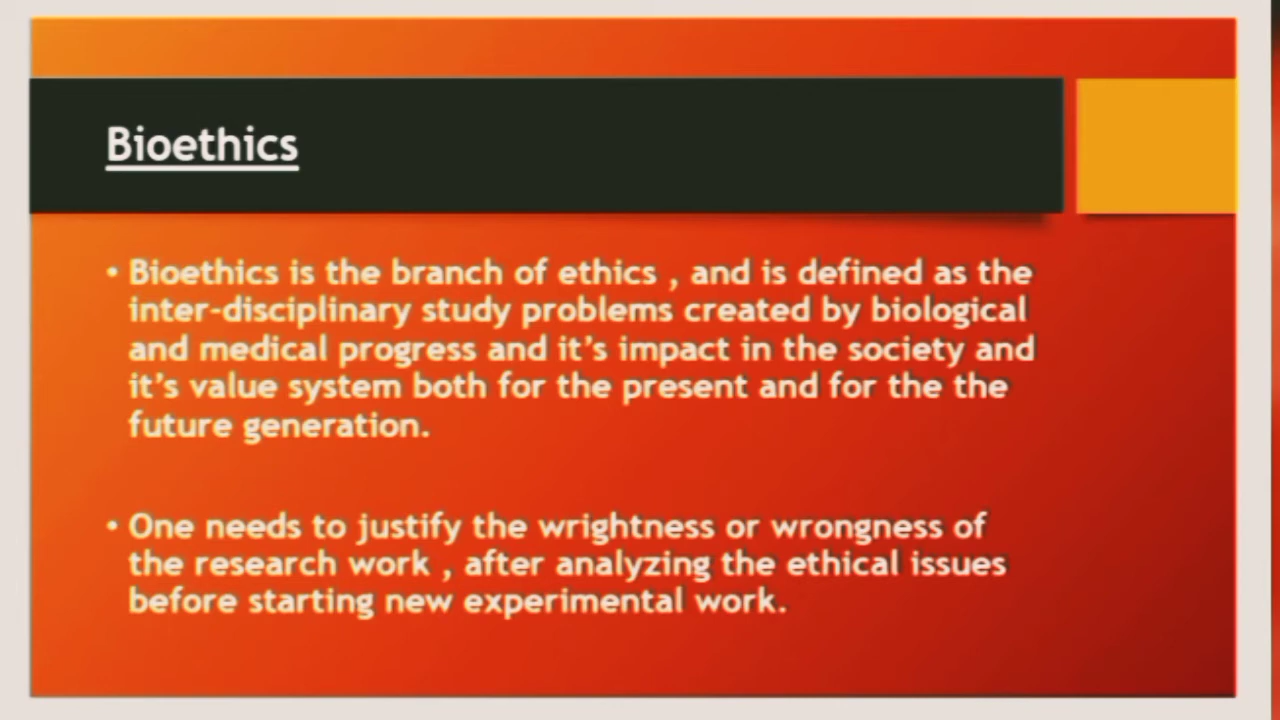 Bioethics
• Bioethics is the branch of ethics , and is defined as the
inter-disciplinary study problems created by biological
and medical progress and it's impact in the society and
it's value system both for the present and for the the
future generation.
• One needs to justify the wrightness or wrongness of
the research work , after analyzing the ethical issues
before starting new experimental work.